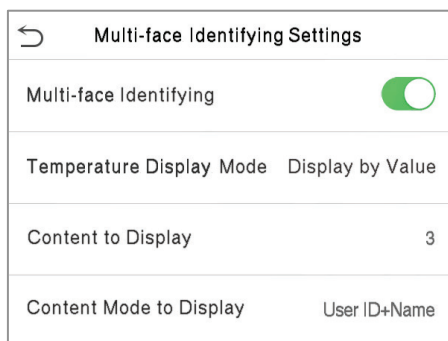 Multi-face Identifying Settings
Multi-face Identifying
Temperature Display Mode Display by Value
Content to Display 3
Content Mode to Display User ID+Name